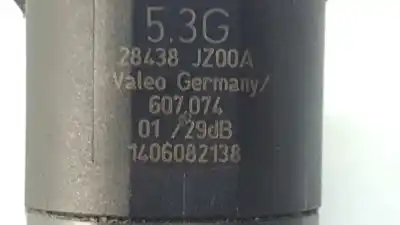 5.3G
28438 JZ00A
Valeo Germany/
607.074
01 /29dB
1406082138